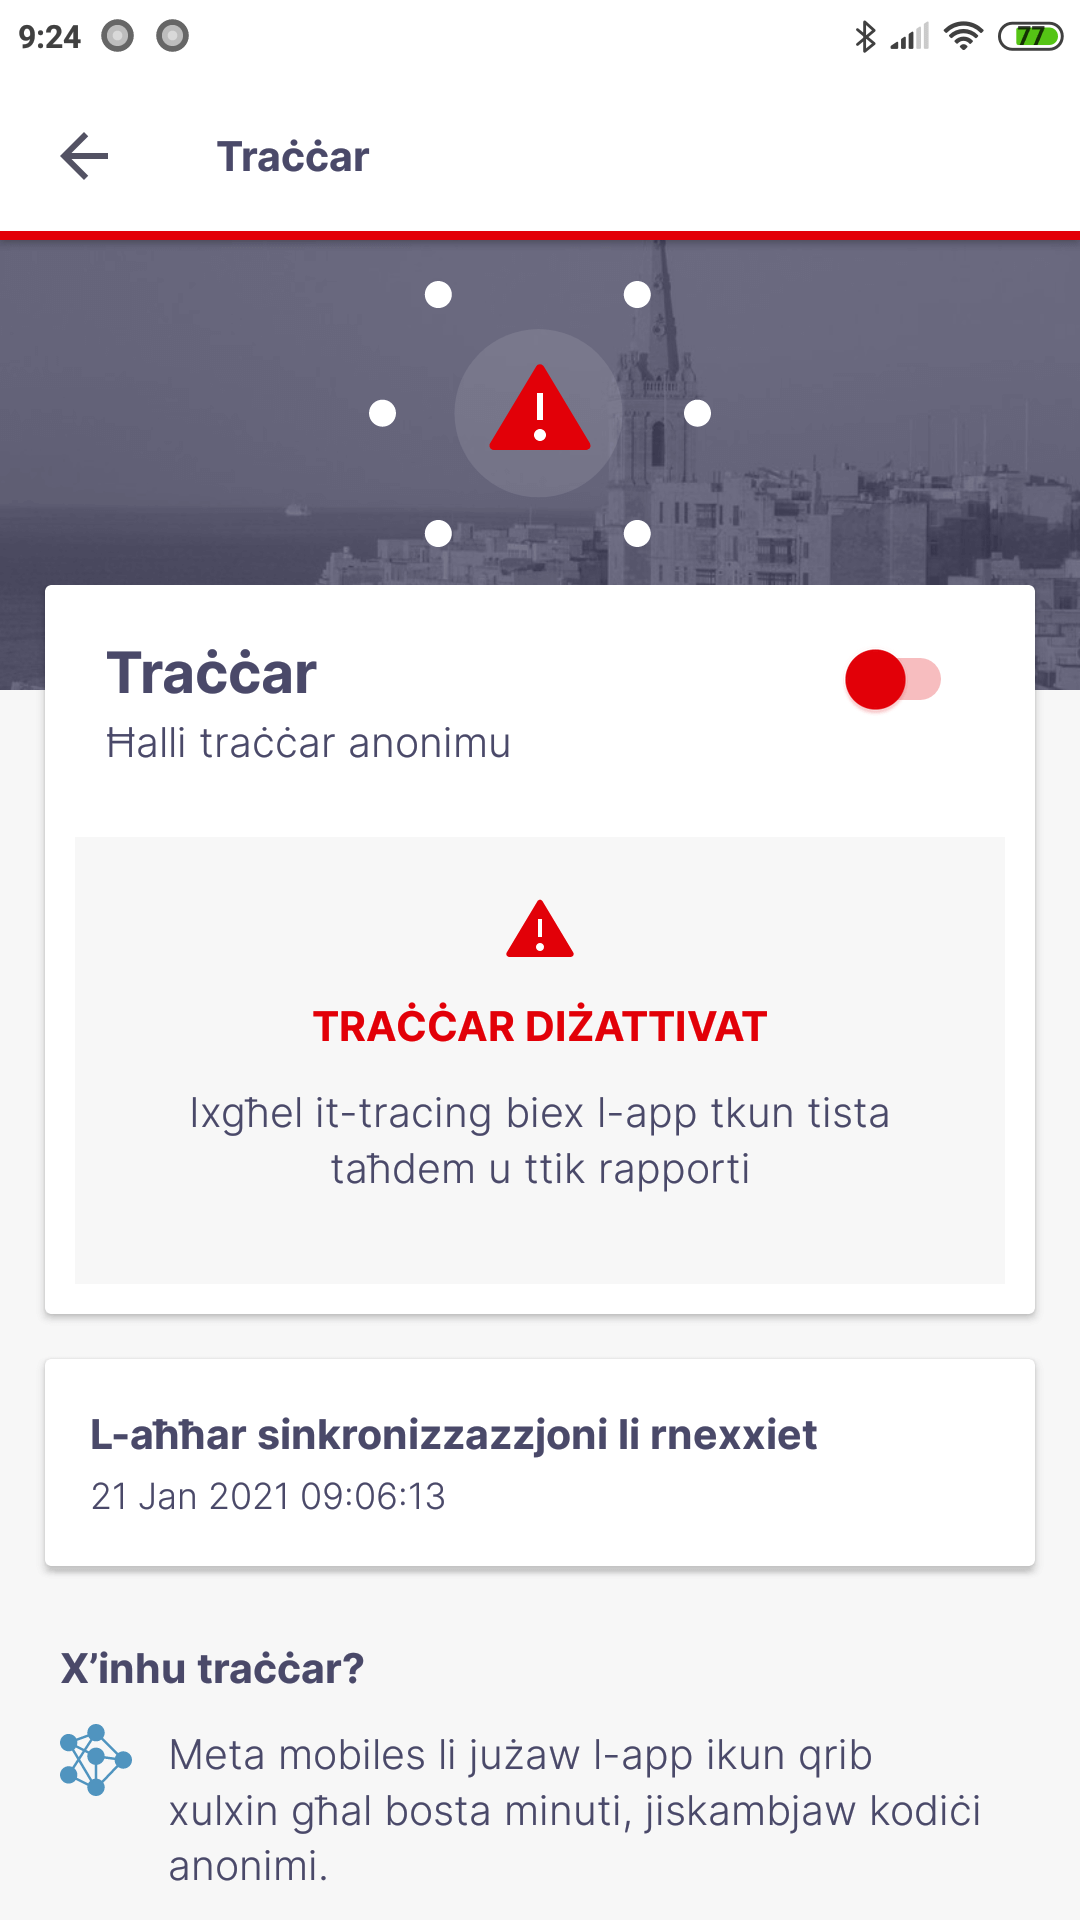 9:24
77
Traċċar
Traċċar
Ħalli traċċar anonimu
TRAĊĊAR DIŻATTIVAT
Ixgħel it-tracing biex l-app tkun tista
taħdem u ttik rapporti
L-aħħar sinkronizzazzjoni li rnexxiet
21 Jan 2021 09:06:13
X’inhu traċċar?
Meta mobiles li jużaw l-app ikun qrib
xulxin għal bosta minuti, jiskambjaw kodiċi
anonimi.